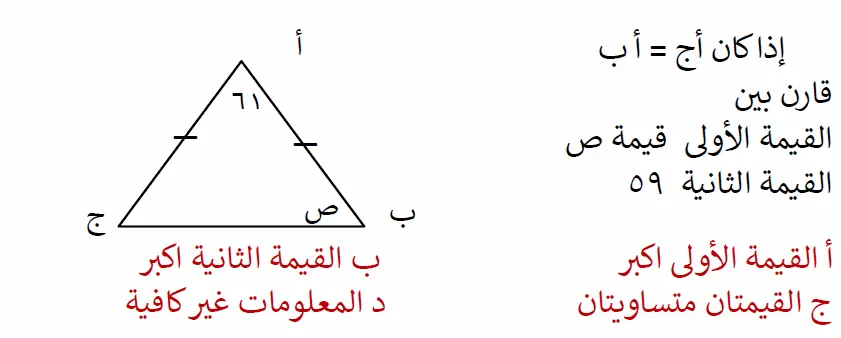 إذا كان أج = أ ب
قارن بين
القيمة الأولى قيمة ص
القيمة الثانية ٥٩
أ
٦١
ص
ب
ج
أ القيمة الأولى اكبر
ب القيمة الثانية اكبر
ج القيمتان متساويتان
د المعلومات غير كافية